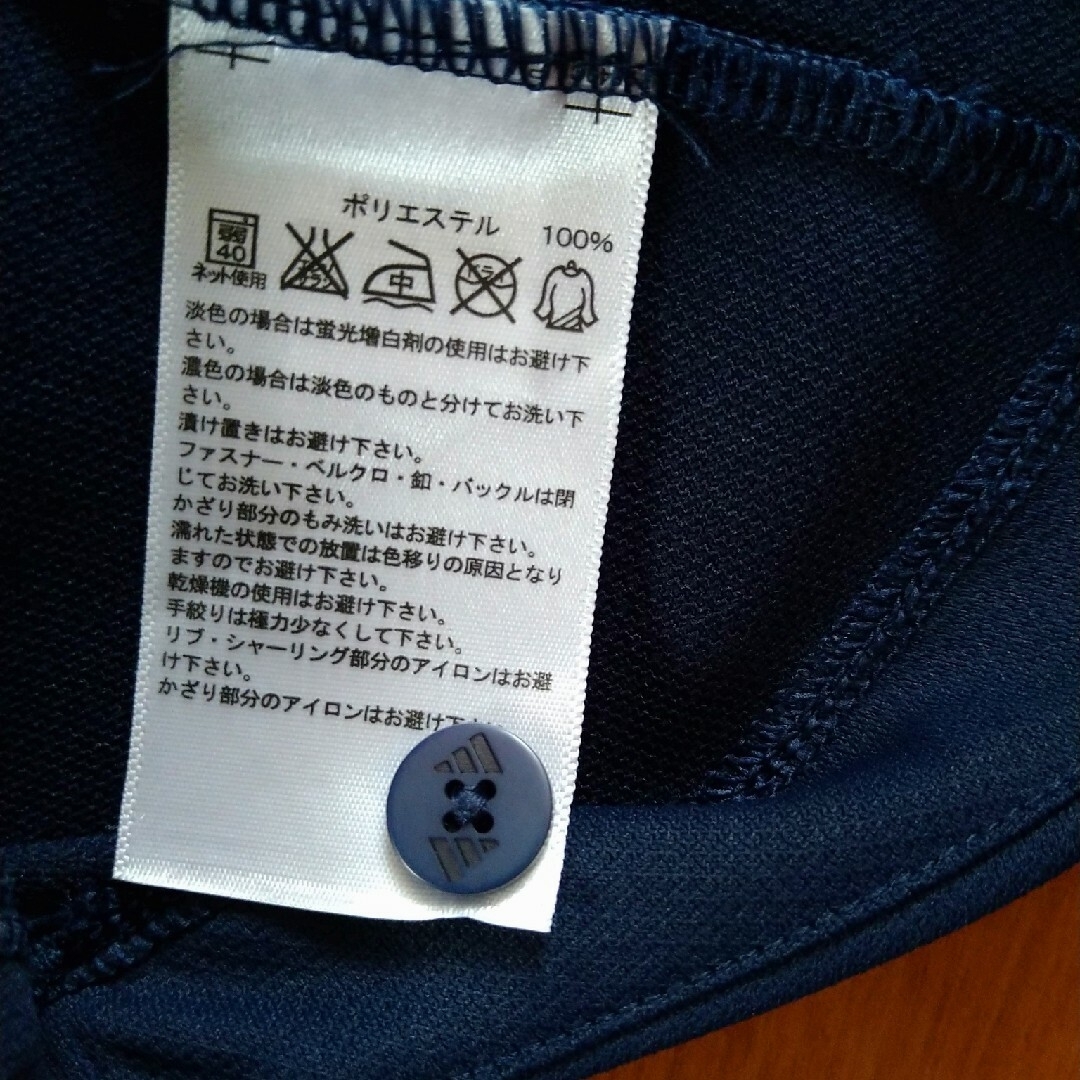 ポリエステル 100%
弱
40
ネット使用
中
ドライ
淡色の場合は蛍光増白剤の使用はお避け下
さい。
濃色の場合は淡色のものと分けてお洗い下
さい。
漬け置きはお避け下さい。
ファスナー・ベルクロ・釦・バックルは閉
じてお洗い下さい。
かざり部分のもみ洗いはお避け下さい。
濡れた状態での放置は色移りの原因となり
ますのでお避け下さい。
乾燥機の使用はお避け下さい。
手絞りは極力少なくして下さい。
リブ・シャーリング部分のアイロンはお避
け下さい。
かざり部分のアイロンはお避け下